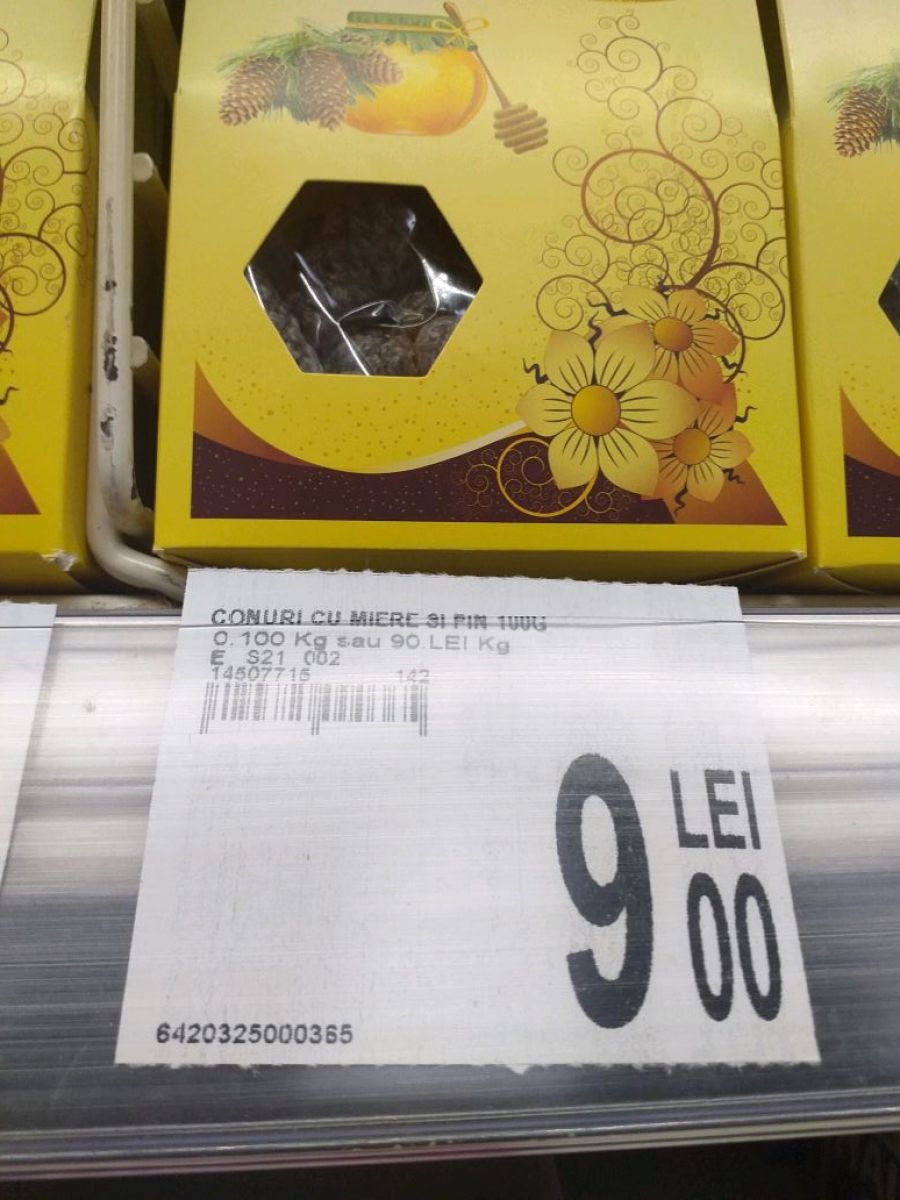 CONURI CU MIERE SI PIN 100G
0.100 Kg sau 90.LEI Kg
E S21 002
14507715 142
9 LEI 00
6420325000365